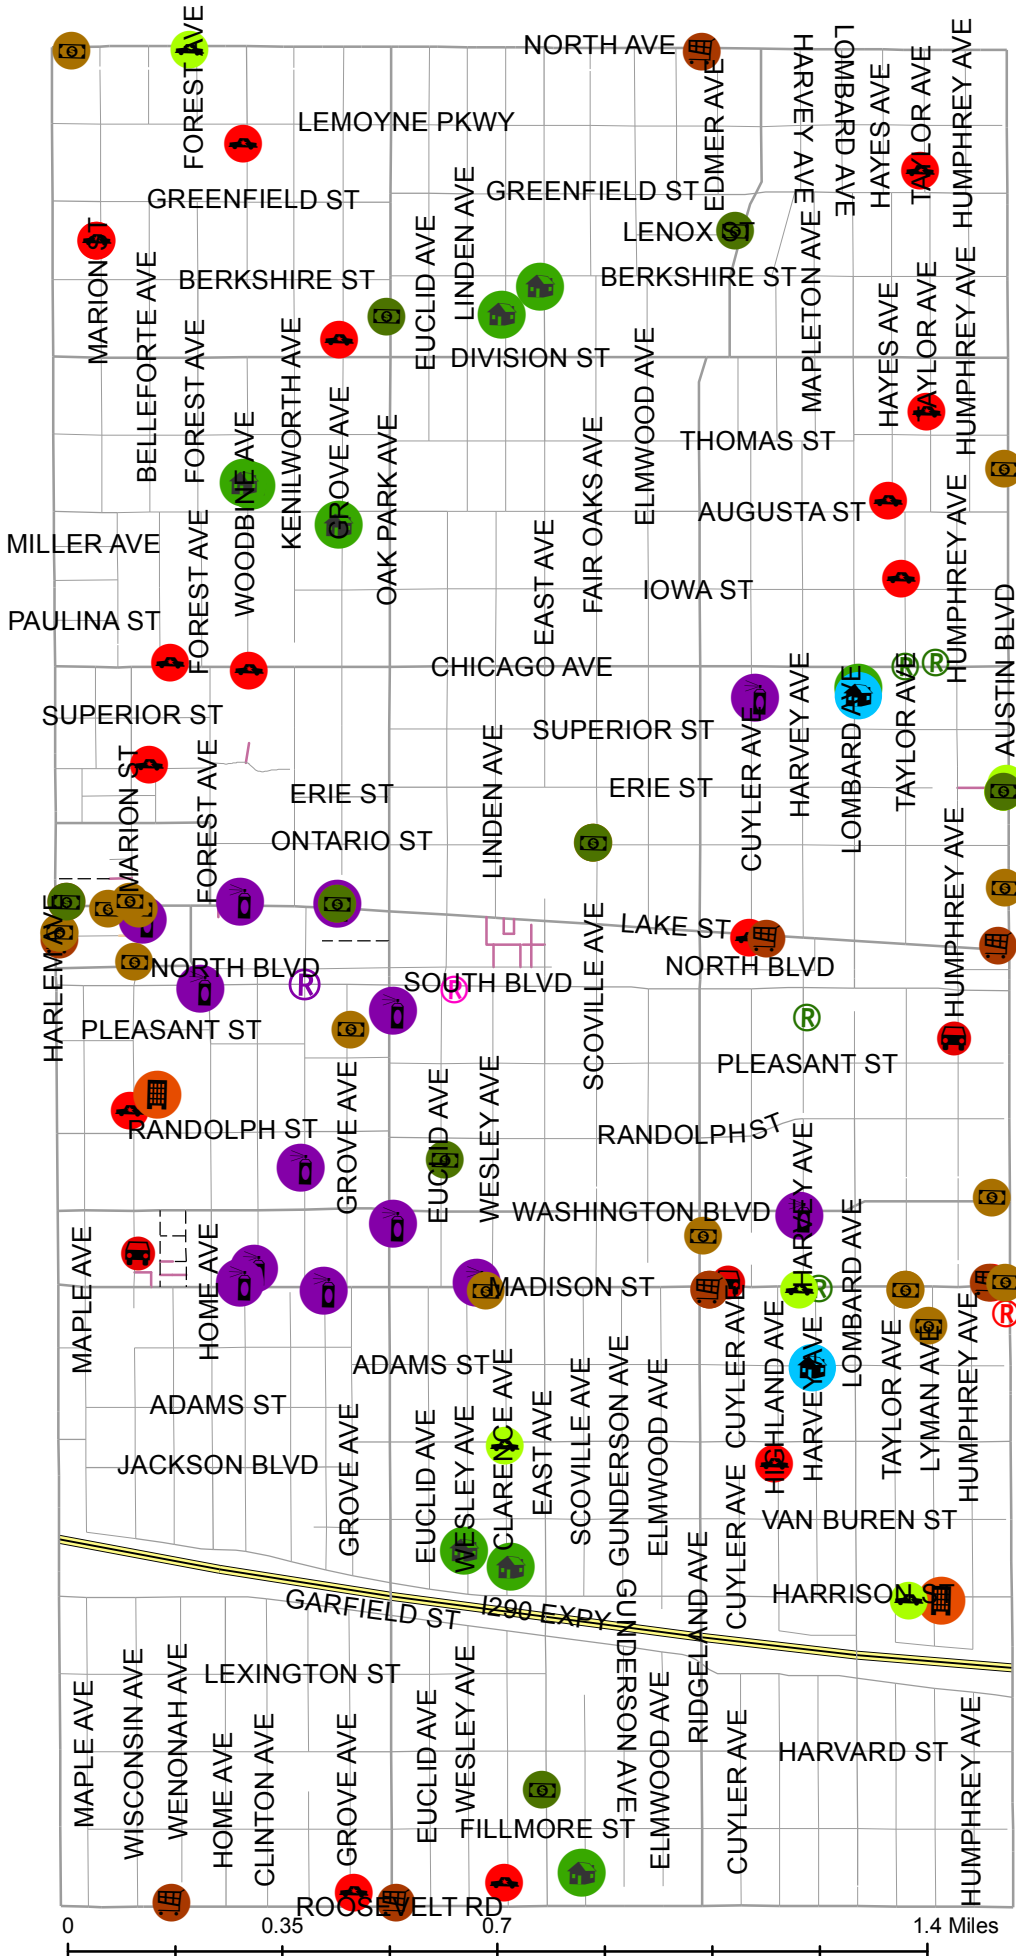 NORTH AVE
FOREST AVE
LEMOYNE PKWY
EDMER AVE
HARVEY AVE
LOMBARD AVE
HAYES AVE
TAYLOR AVE
HUMPHREY AVE
GREENFIELD ST
GREENFIELD ST
LENOX ST
MARION ST
BELLEFORTE AVE
BERKSHIRE ST
EUCLID AVE
LINDEN AVE
BERKSHIRE ST
MAPLETON AVE
HAYES AVE
TAYLOR AVE
HUMPHREY AVE
FOREST AVE
KENILWORTH AVE
DIVISION ST
ELMWOOD AVE
THOMAS ST
WOODBINE AVE
GROVE AVE
OAK PARK AVE
FAIR OAKS AVE
AUGUSTA ST
MILLER AVE
FOREST AVE
EAST AVE
IOWA ST
HUMPHREY AVE
AUSTIN BLVD
PAULINA ST
CHICAGO AVE
® ®
SUPERIOR ST
SUPERIOR ST
CUYLER AVE
HARVEY AVE
LOMBARD AVE
TAYLOR AVE
MARION ST
FOREST AVE
ERIE ST
LINDEN AVE
ERIE ST
ONTARIO ST
HUMPHREY AVE
HARLEM AVE
LAKE ST
SCOVILLE AVE
NORTH BLVD
NORTH BLVD
®
SOUTH BLVD
®
®
PLEASANT ST
PLEASANT ST
GROVE AVE
EUCLID AVE
WESLEY AVE
RANDOLPH ST
RANDOLPH ST
HARVEY AVE
LOMBARD AVE
WASHINGTON BLVD
MAPLE AVE
HOME AVE
MADISON ST
®
®
CUYLER AVE
HIGHLAND AVE
HARVEY AVE
TAYLOR AVE
LYMAN AVE
HUMPHREY AVE
ADAMS ST
ADAMS ST
JACKSON BLVD
GROVE AVE
EUCLID AVE
WESLEY AVE
CLARENCE AVE
EAST AVE
SCOVILLE AVE
GUNDERSON AVE
ELMWOOD AVE
CUYLER AVE
VAN BUREN ST
HARRISON ST
GARFIELD ST
I290 EXPY
GUNDERSON AVE
RIDGELAND AVE
LEXINGTON ST
MAPLE AVE
WISCONSIN AVE
WENONAH AVE
HOME AVE
CLINTON AVE
GROVE AVE
EUCLID AVE
WESLEY AVE
ELMWOOD AVE
CUYLER AVE
HARVARD ST
HUMPHREY AVE
FILLMORE ST
ROOSEVELT RD
0 0.35 0.7 1.4 Miles